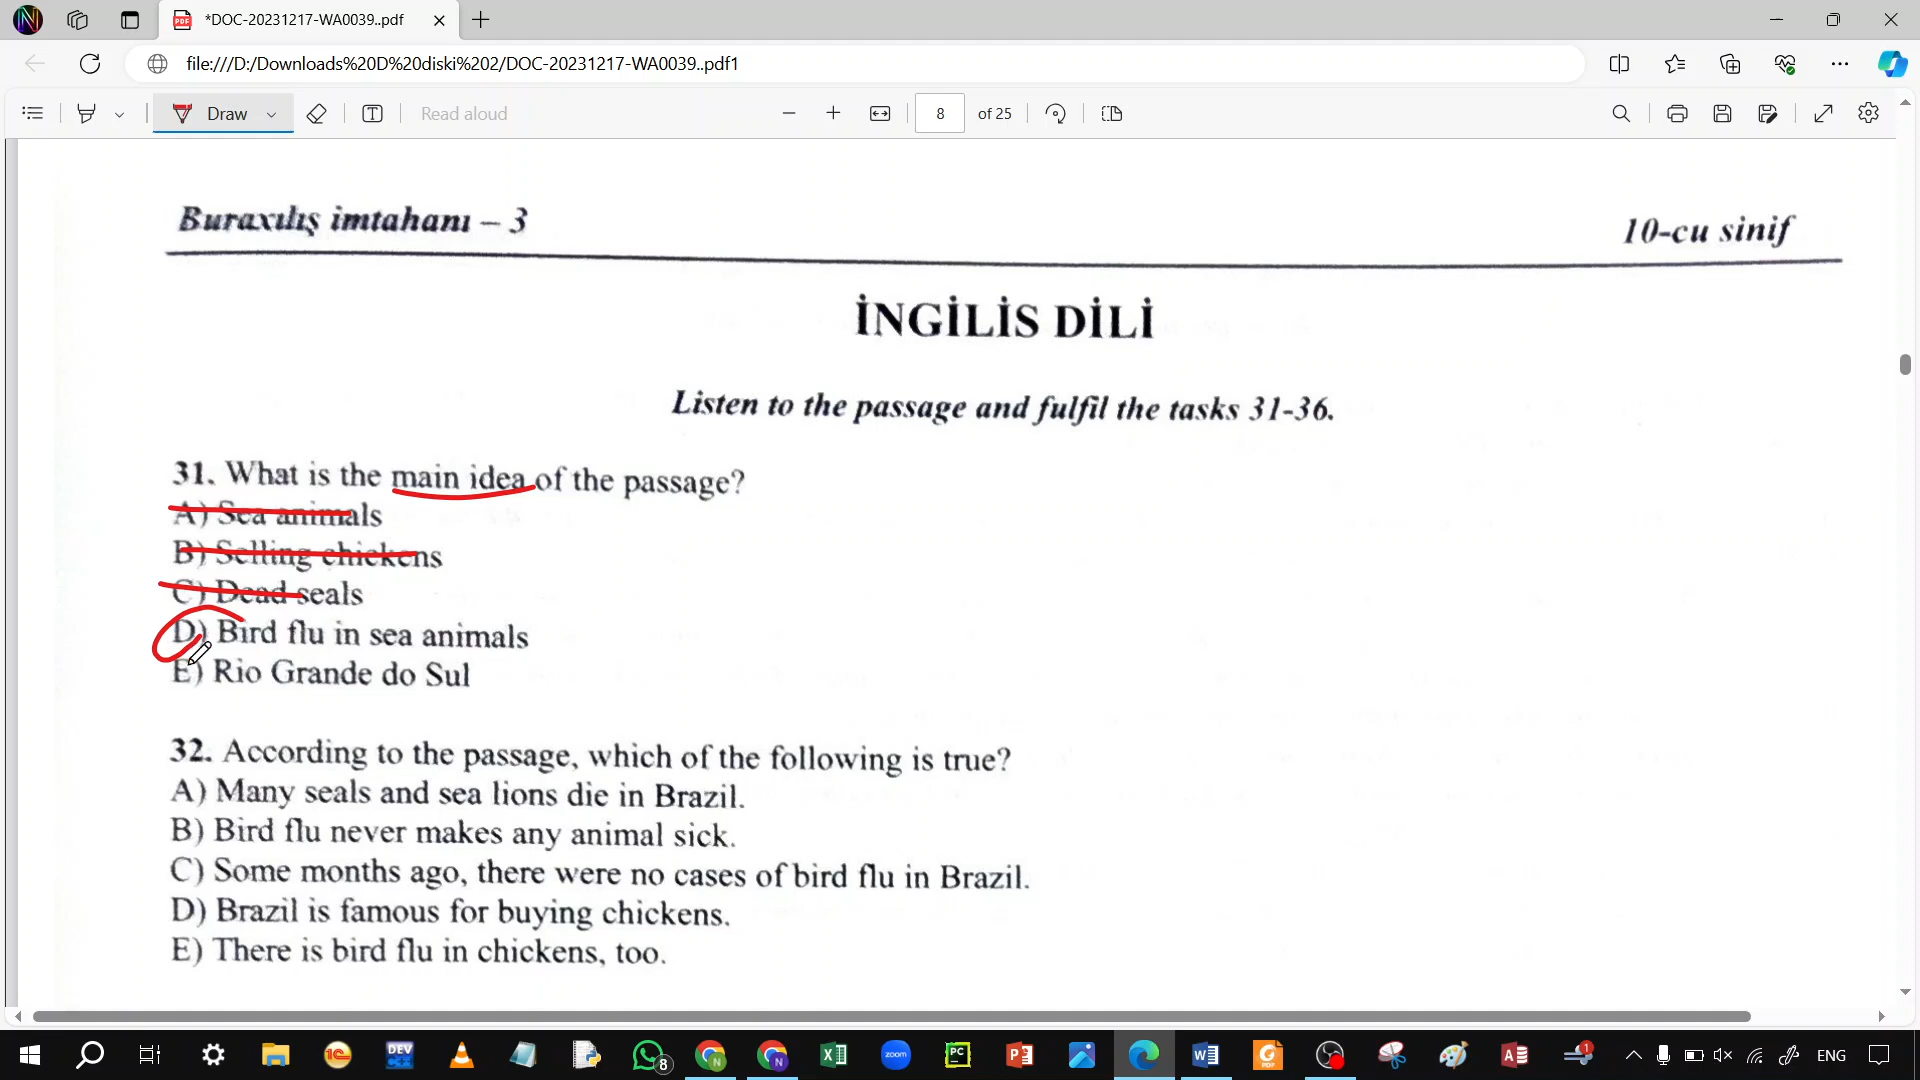 *DOC-20231217-WA0039..pdf
file:///D:/Downloads%20D%20diski%202/DOC-20231217-WA0039..pdf1
Draw
Read aloud
8 of 25
Buraxılış imtahanı – 3
10-cu sinif
İNGİLİS DİLİ
Listen to the passage and fulfil the tasks 31-36.
31. What is the main idea of the passage?
A) Sea animals
B) Selling chickens
C) Dead seals
D) Bird flu in sea animals
E) Rio Grande do Sul
32. According to the passage, which of the following is true?
A) Many seals and sea lions die in Brazil.
B) Bird flu never makes any animal sick.
C) Some months ago, there were no cases of bird flu in Brazil.
D) Brazil is famous for buying chickens.
E) There is bird flu in chickens, too.
DEV
8
zoom
PC
1
ENG